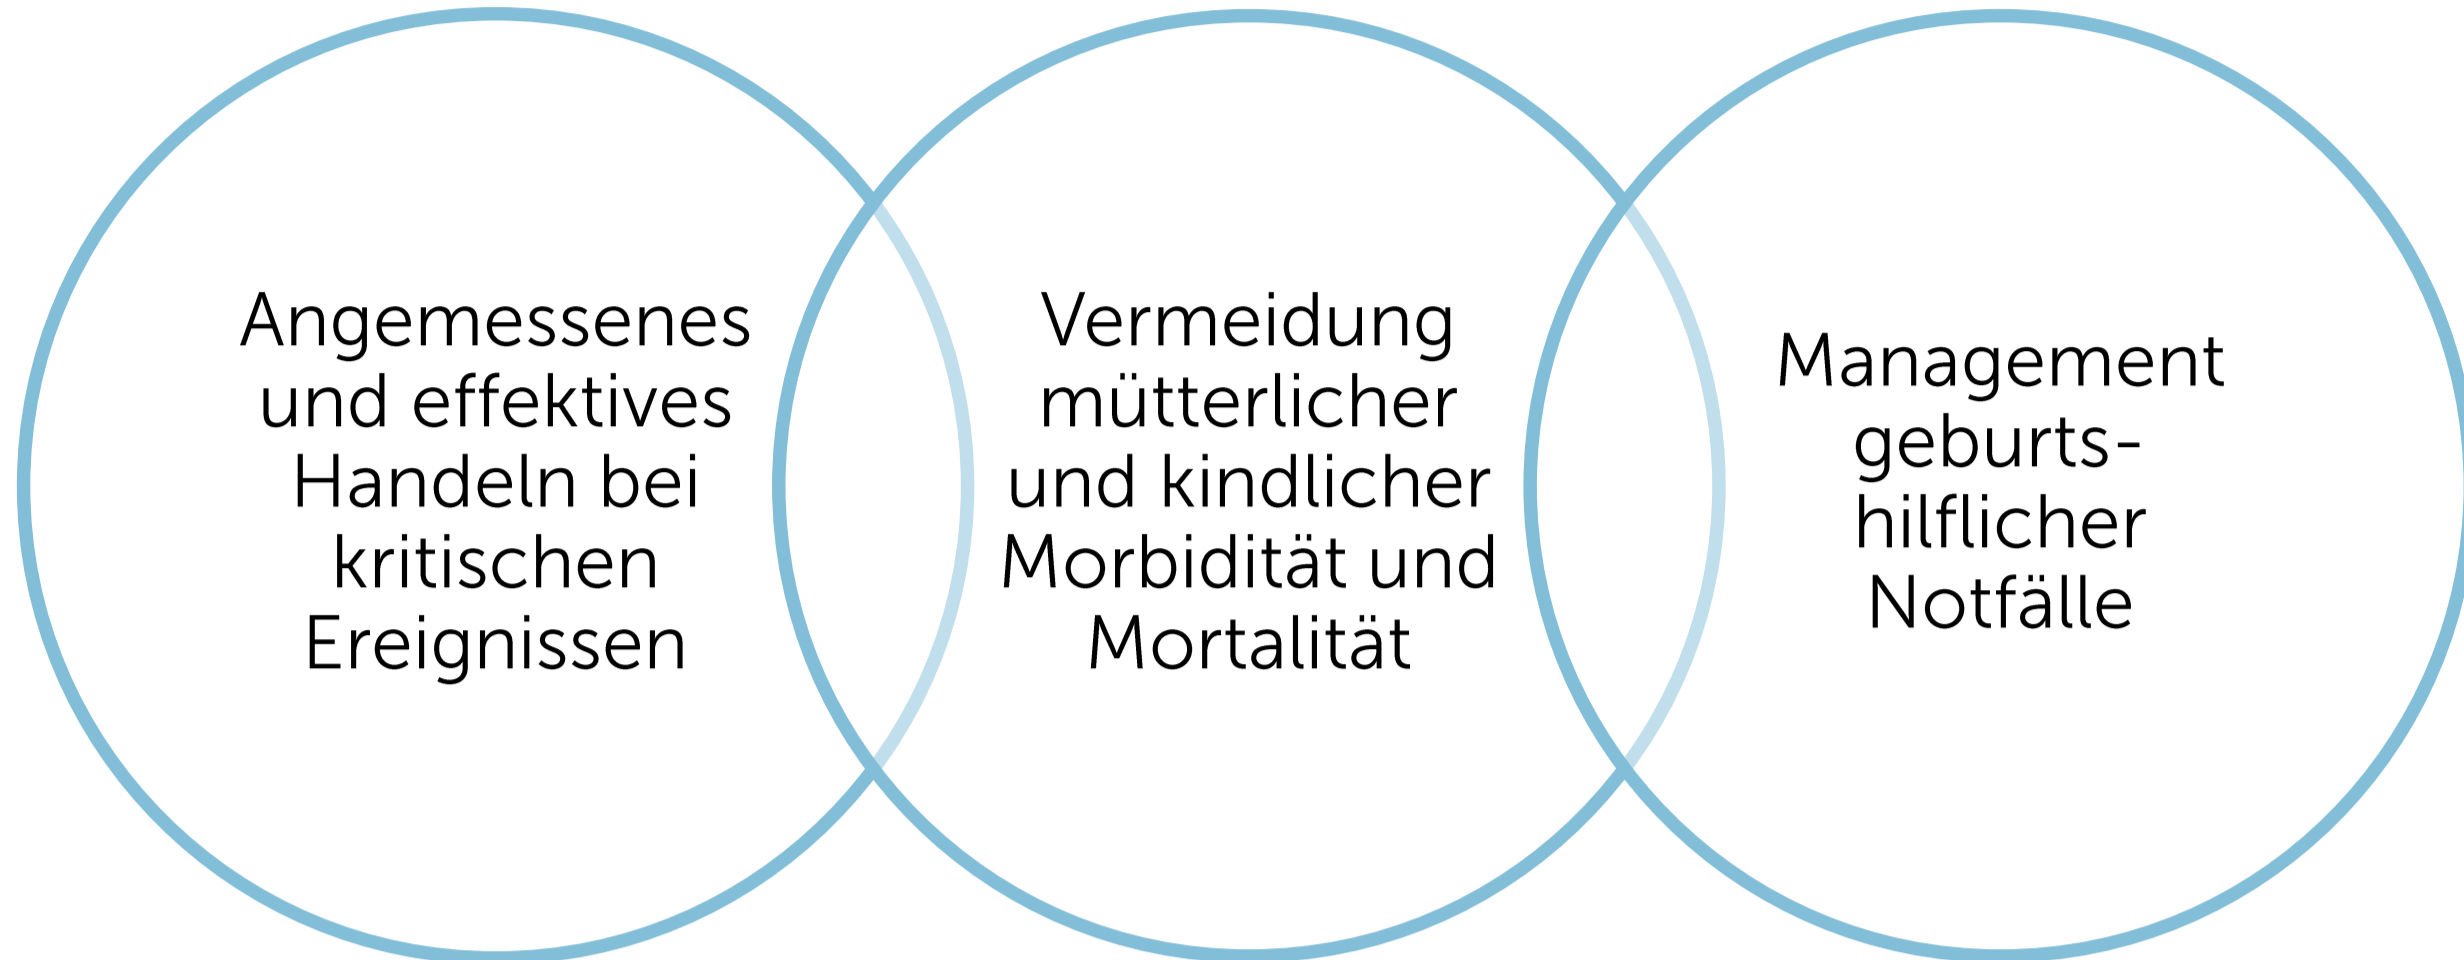 Angemessenes
und effektives
Handeln bei
kritischen
Ereignissen
Vermeidung
mütterlicher
und kindlicher
Morbidität und
Mortalität
Management
geburts-
hilflicher
Notfälle